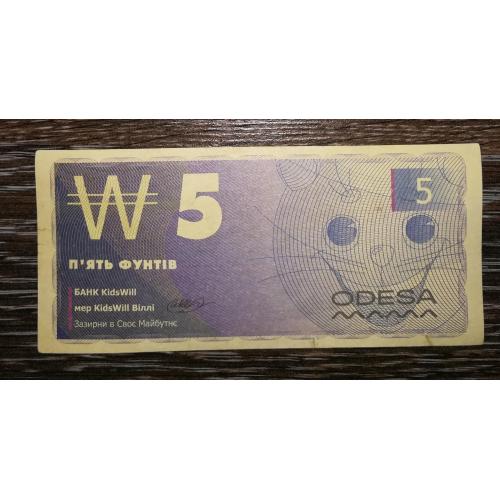 W 5
5
П'ЯТЬ ФУНТІВ
БАНК KidsWill
мер KidsWill Віллі
Зазирни в Своє Майбутнє
ODESA